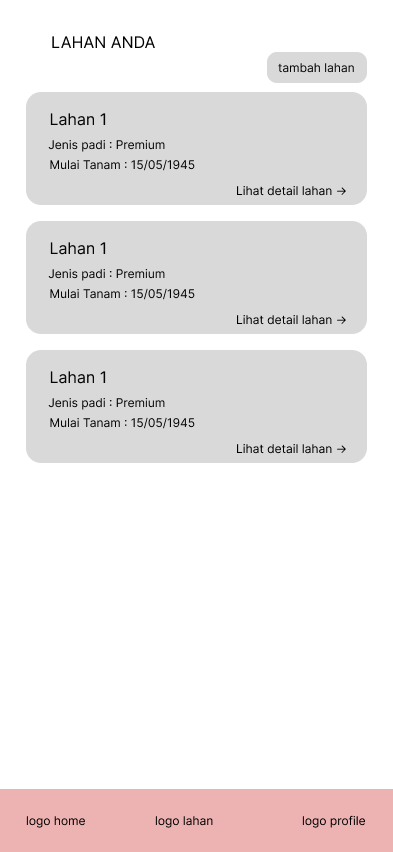 LAHAN ANDA
tambah lahan
Lahan 1
Jenis padi : Premium
Mulai Tanam : 15/05/1945
Lihat detail lahan →
Lahan 1
Jenis padi : Premium
Mulai Tanam : 15/05/1945
Lihat detail lahan →
Lahan 1
Jenis padi : Premium
Mulai Tanam : 15/05/1945
Lihat detail lahan →
logo home
logo lahan
logo profile